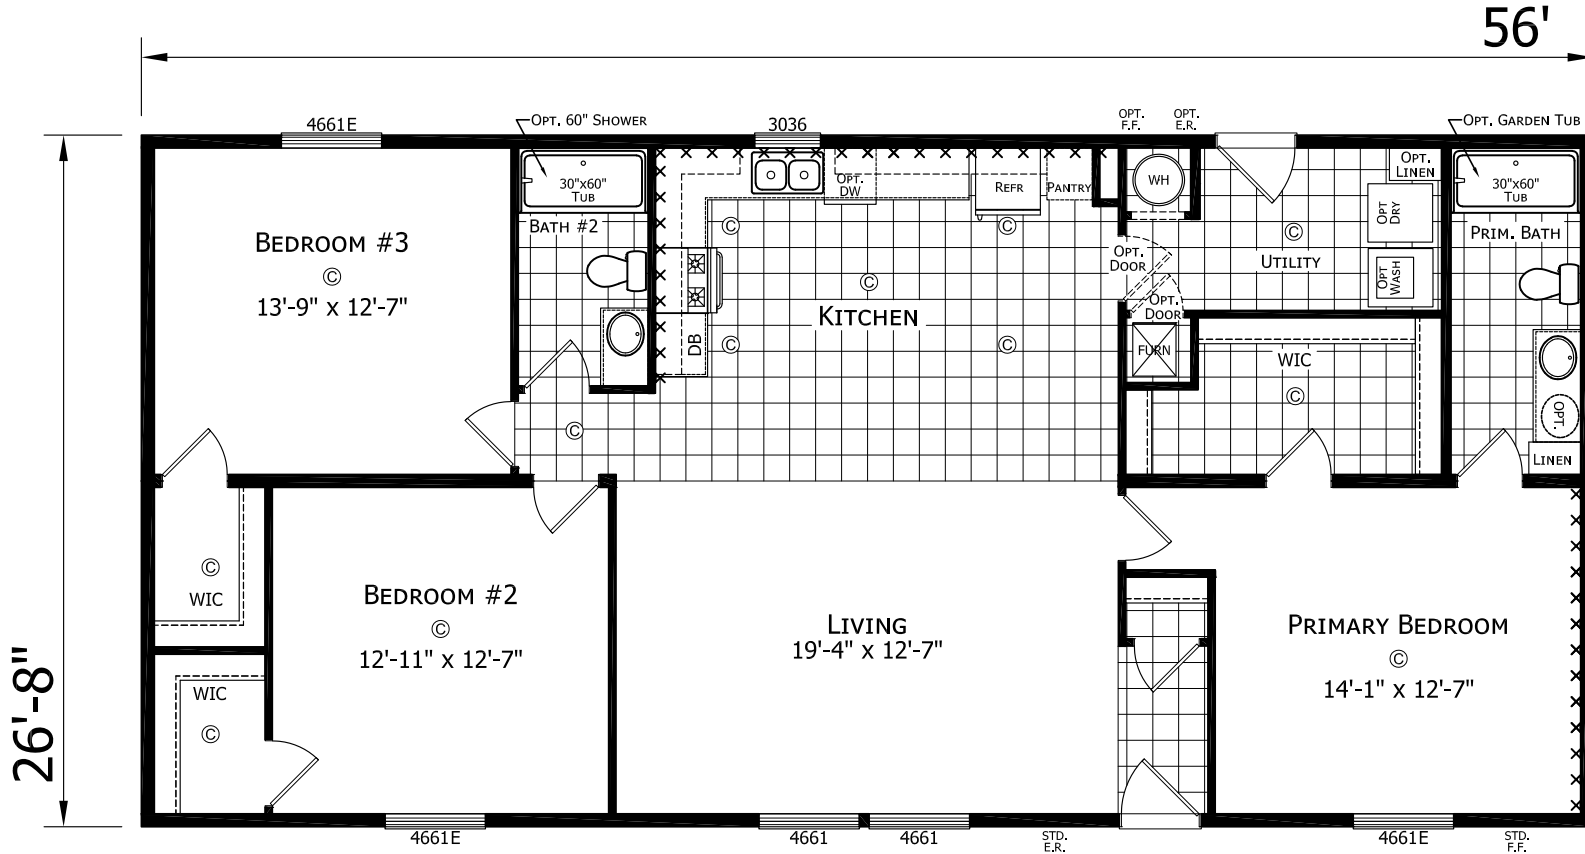 56'
26'-8"
4661E
OPT. 60" SHOWER
3036
OPT.
F.F.
OPT.
E.R.
OPT. GARDEN TUB
BEDROOM #3
©
13'-9" x 12'-7"
30"x60"
TUB
BATH #2
OPT.
DW
REFR
PANTRY
©
©
©
KITCHEN
©
©
DB
©
WH
OPT.
LINEN
OPT
DRY
OPT
WASH
©
UTILITY
OPT.
DOOR
OPT.
DOOR
FURN
WIC
©
30"x60"
TUB
PRIM. BATH
OPT.
LINEN
©
WIC
WIC
©
BEDROOM #2
©
12'-11" x 12'-7"
LIVING
19'-4" x 12'-7"
PRIMARY BEDROOM
©
14'-1" x 12'-7"
4661E
4661
4661
STD.
E.R.
4661E
STD.
F.F.